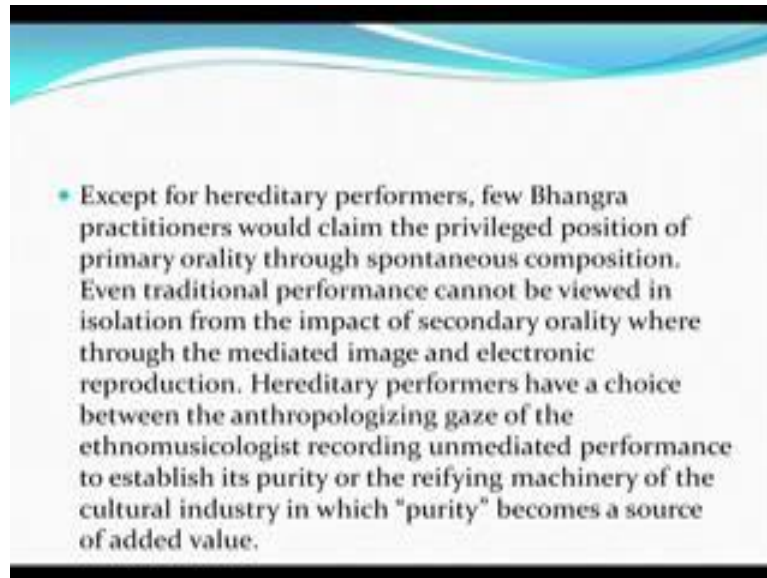 Except for hereditary performers, few Bhangra
practitioners would claim the privileged position of
primary orality through spontaneous composition.
Even traditional performance cannot be viewed in
isolation from the impact of secondary orality where
through the mediated image and electronic
reproduction. Hereditary performers have a choice
between the anthropologizing gaze of the
ethnomusicologist recording unmediated performance
to establish its purity or the reifying machinery of the
cultural industry in which “purity” becomes a source
of added value.